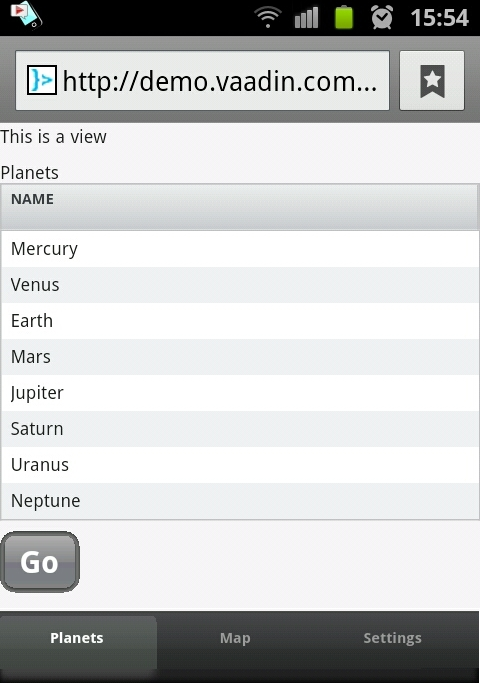 15:54
http://demo.vaadin.com...
This is a view
Planets
NAME
Mercury
Venus
Earth
Mars
Jupiter
Saturn
Uranus
Neptune
Go
Planets Map Settings